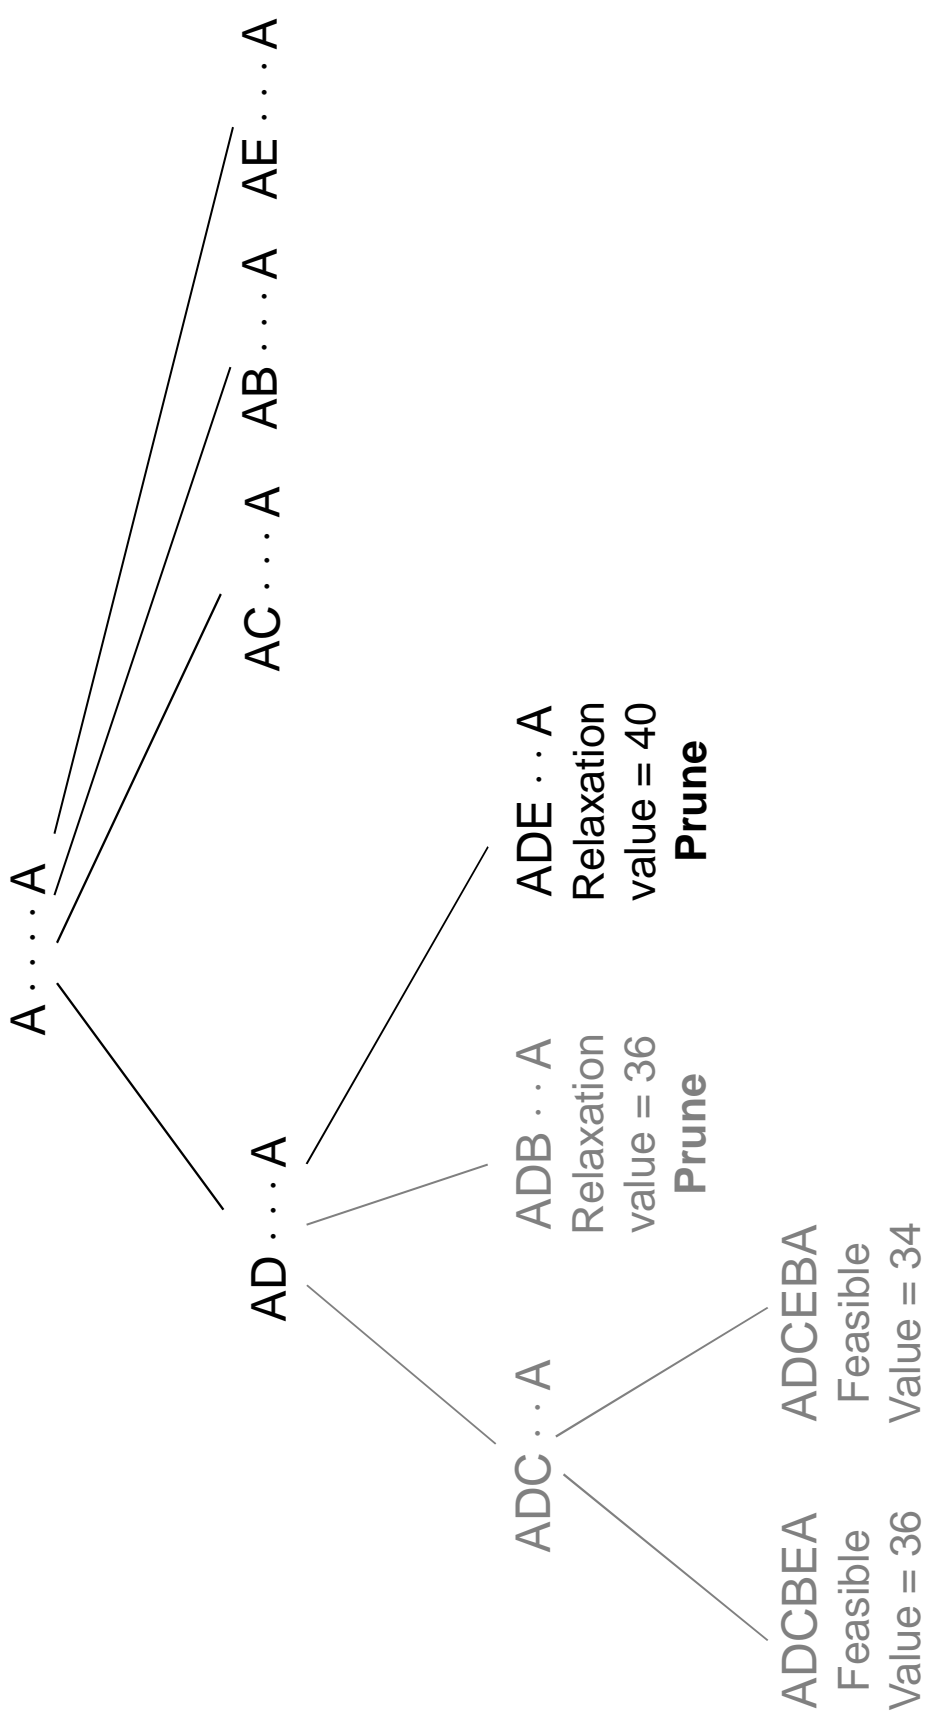 A · · · · A
AD · · · A
AC · · · A
AB · · · A
AE · · · A
ADC · · A
ADB · · A
Relaxation
value = 36
Prune
ADE · · A
Relaxation
value = 40
Prune
ADCBEA
Feasible
Value = 36
ADCEBA
Feasible
Value = 34